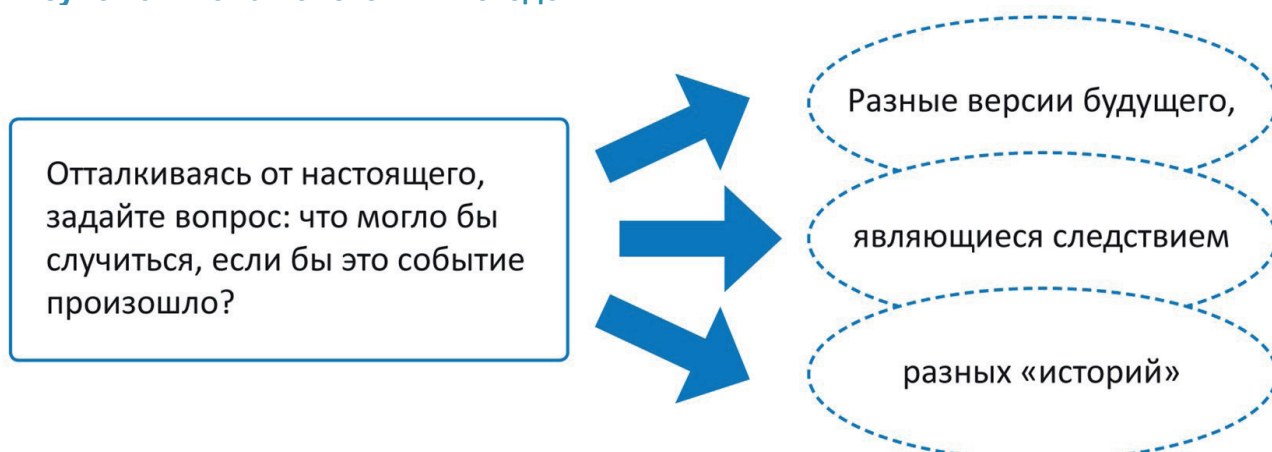 Отталкиваясь от настоящего,
задайте вопрос: что могло бы
случиться, если бы это событие
произошло?
Разные версии будущего,
являющиеся следствием
разных «историй»